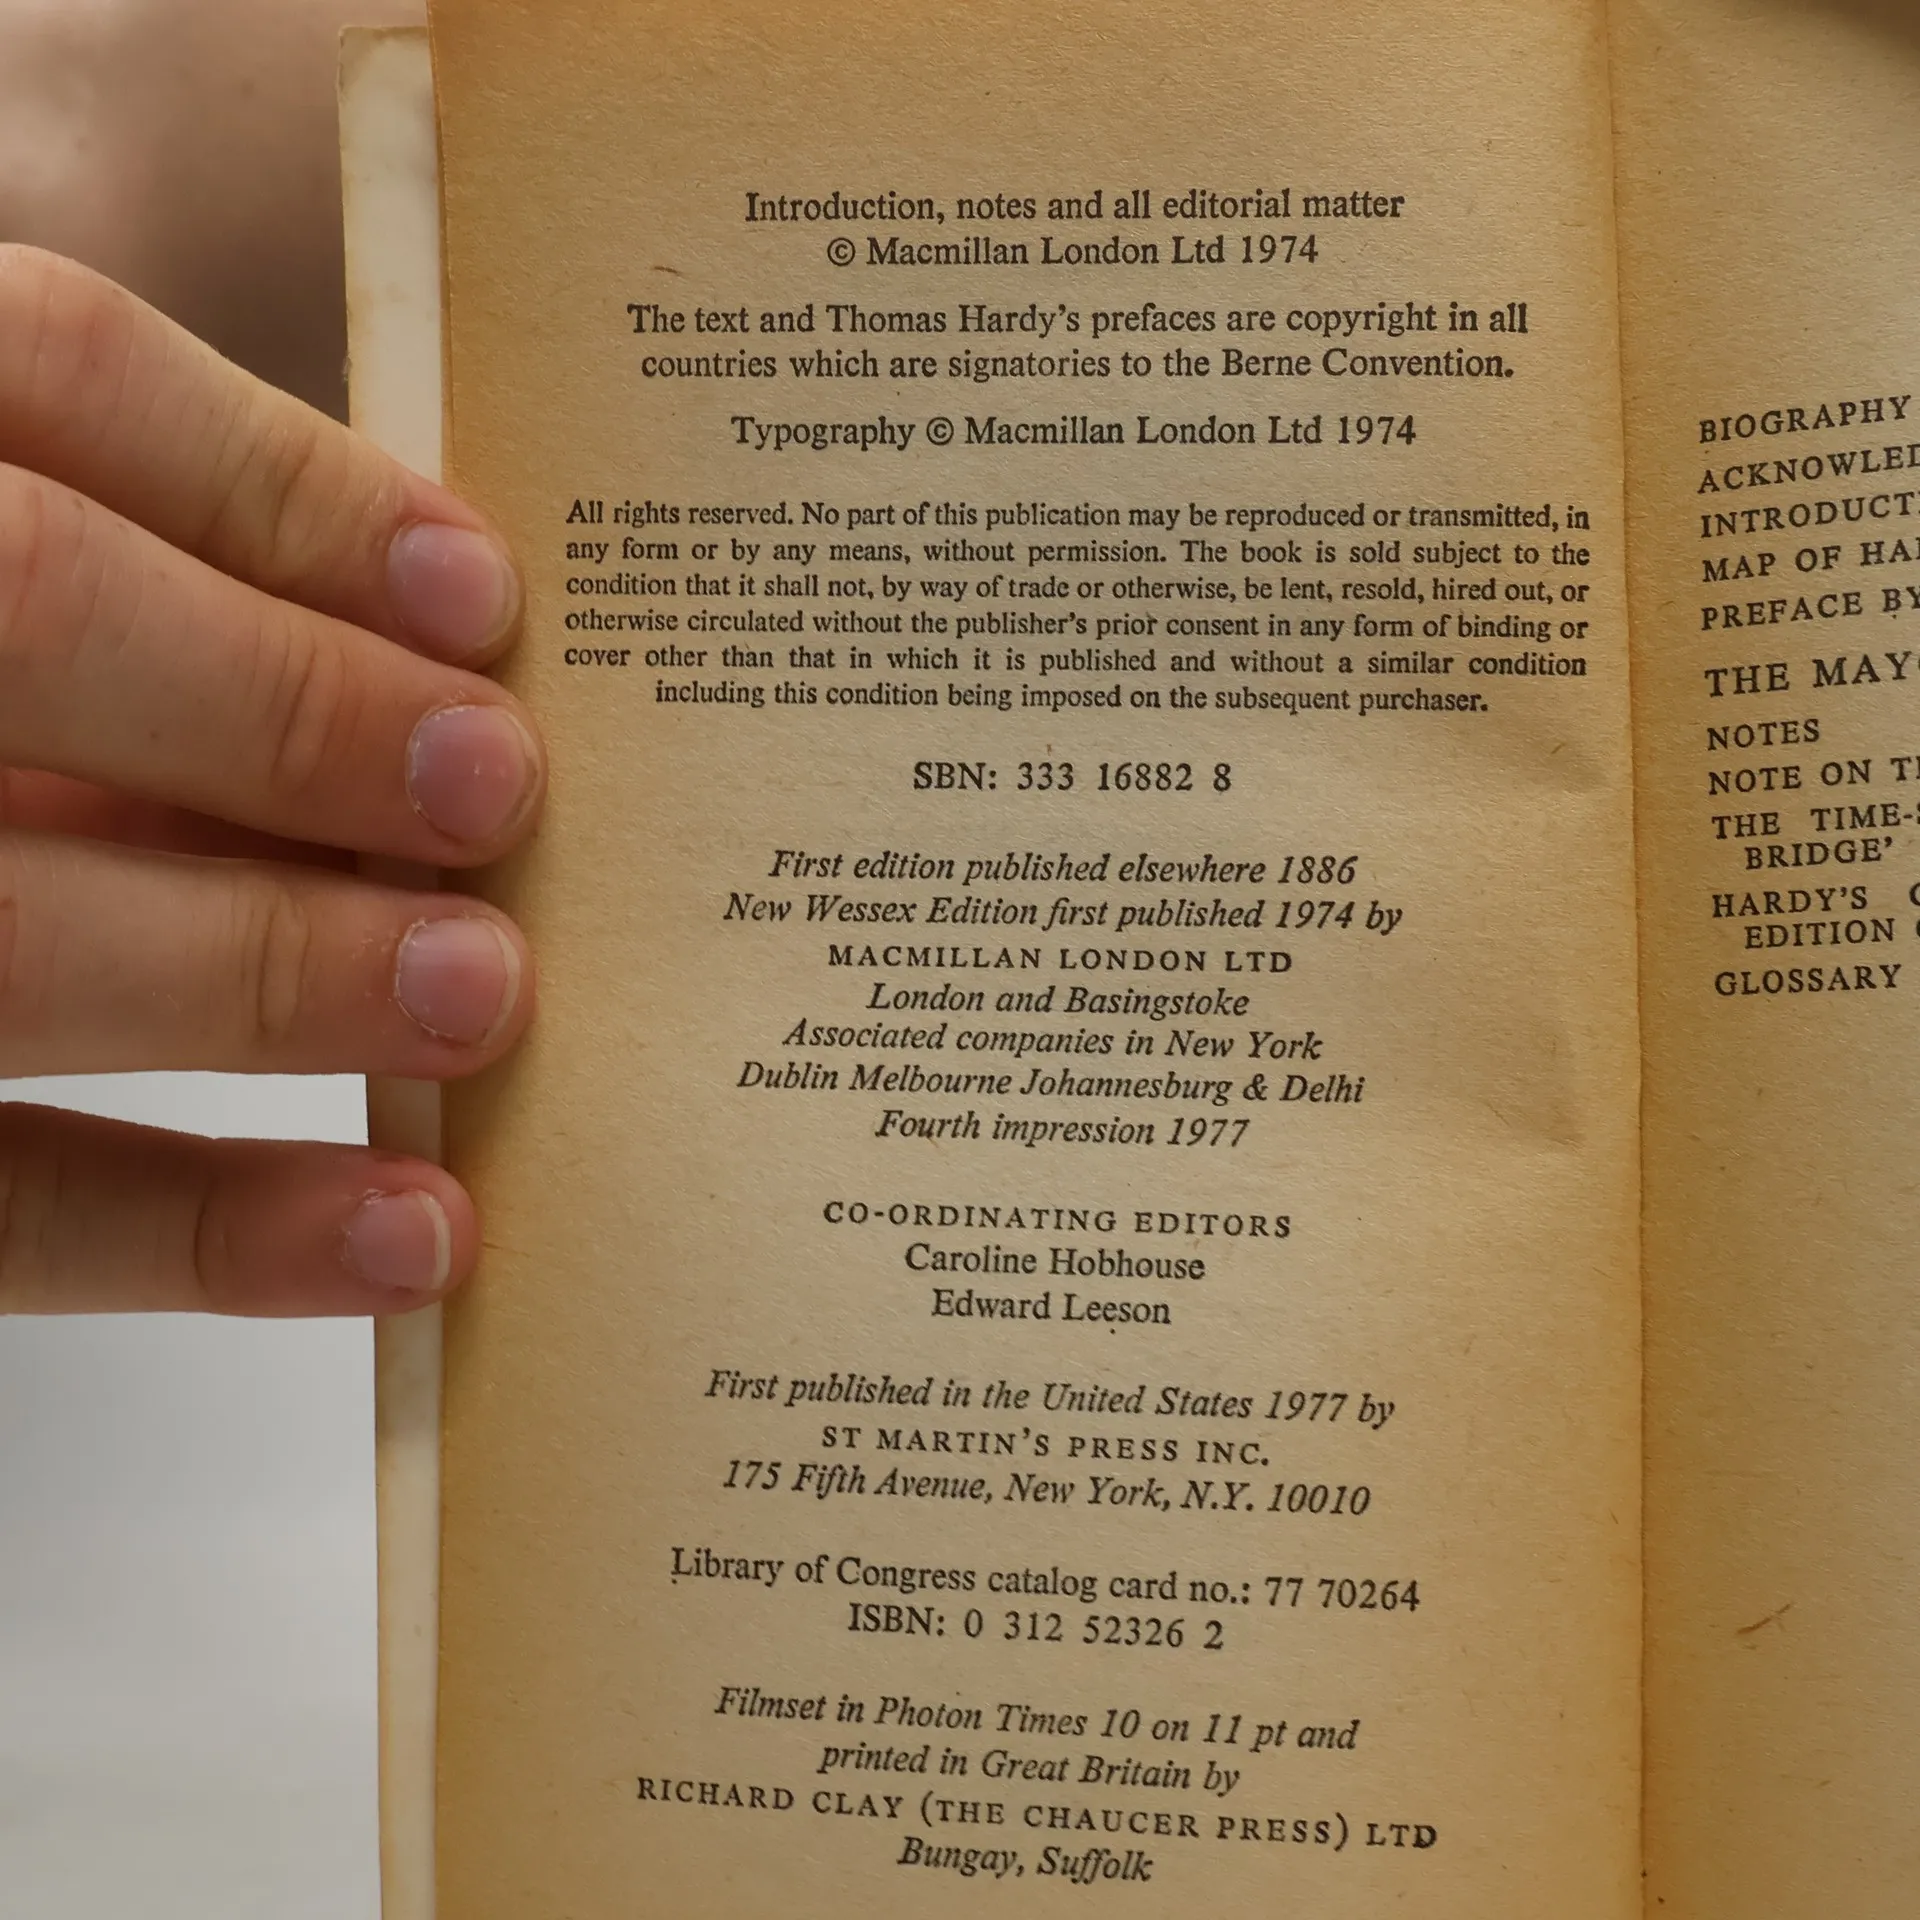 Introduction, notes and all editorial matter
© Macmillan London Ltd 1974
The text and Thomas Hardy's prefaces are copyright in all
countries which are signatories to the Berne Convention.
Typography © Macmillan London Ltd 1974
All rights reserved. No part of this publication may be reproduced or transmitted, in
any form or by any means, without permission. The book is sold subject to the
condition that it shall not, by way of trade or otherwise, be lent, resold, hired out, or
otherwise circulated without the publisher's prior consent in any form of binding or
cover other than that in which it is published and without a similar condition
including this condition being imposed on the subsequent purchaser.
SBN: 333 16882 8
First edition published elsewhere 1886
New Wessex Edition first published 1974 by
MACMILLAN LONDON LTD
London and Basingstoke
Associated companies in New York
Dublin Melbourne Johannesburg & Delhi
Fourth impression 1977
CO-ORDINATING EDITORS
Caroline Hobhouse
Edward Leeson
First published in the United States 1977 by
ST MARTIN'S PRESS INC.
175 Fifth Avenue, New York, N.Y. 10010
Library of Congress catalog card no.: 77 70264
ISBN: 0 312 52326 2
Filmset in Photon Times 10 on 11 pt and
printed in Great Britain by
RICHARD CLAY (THE CHAUCER PRESS) LTD
Bungay, Suffolk
BIOGRAPHY
MAP OF
PREFACE BY
THE
NOTES
NOTE ON
THE
BRIDGE'
HARDY'S
EDITION
GLOSSARY